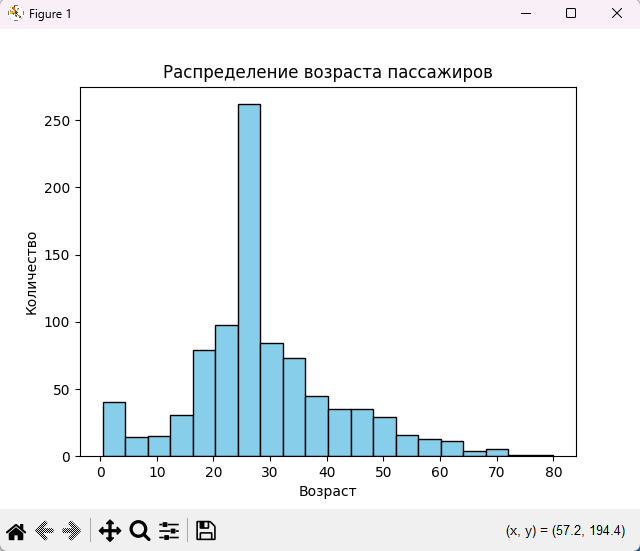 Figure 1
Распределение возраста пассажиров
Количество
250
200
150
100
50
0
0 10 20 30 40 50 60 70 80
Возраст
(x, y) = (57.2, 194.4)